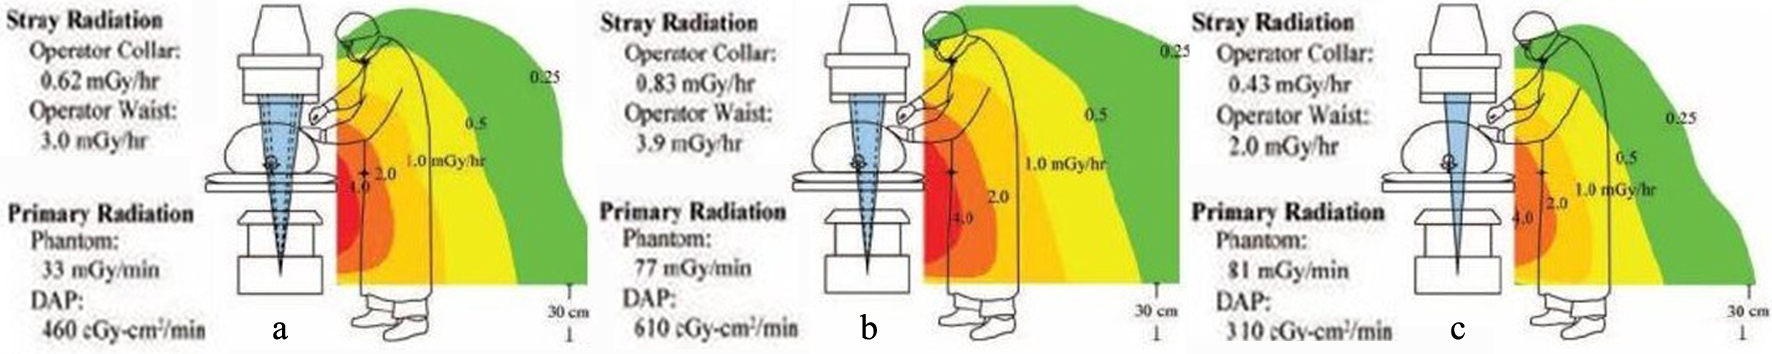 Stray Radiation
Operator Collar:
0.62 mGy/hr
Operator Waist:
3.0 mGy/hr
Primary Radiation
Phantom:
33 mGy/min
DAP:
460 cGy-cm²/min
0.25
0.5
1.0 mGy/hr
2.0
4.0
30 cm
a
Stray Radiation
Operator Collar:
0.83 mGy/hr
Operator Waist:
3.9 mGy/hr
Primary Radiation
Phantom:
77 mGy/min
DAP:
610 cGy-cm²/min
0.25
0.5
1.0 mGy/hr
2.0
4.0
30 cm
b
Stray Radiation
Operator Collar:
0.43 mGy/hr
Operator Waist:
2.0 mGy/hr
Primary Radiation
Phantom:
81 mGy/min
DAP:
310 cGy-cm²/min
0.25
0.5
1.0 mGy/hr
2.0
4.0
30 cm
c